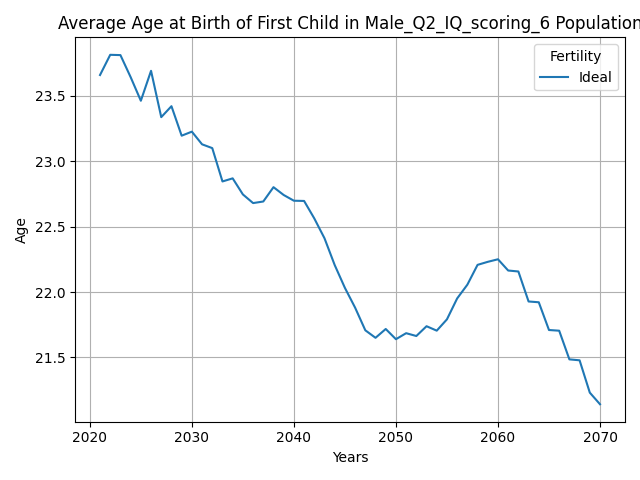 Average Age at Birth of First Child in Male_Q2_IQ_scoring_6 Population
Fertility
Ideal
Age
23.5
23.0
22.5
22.0
21.5
2020
2030
2040
2050
2060
2070
Years